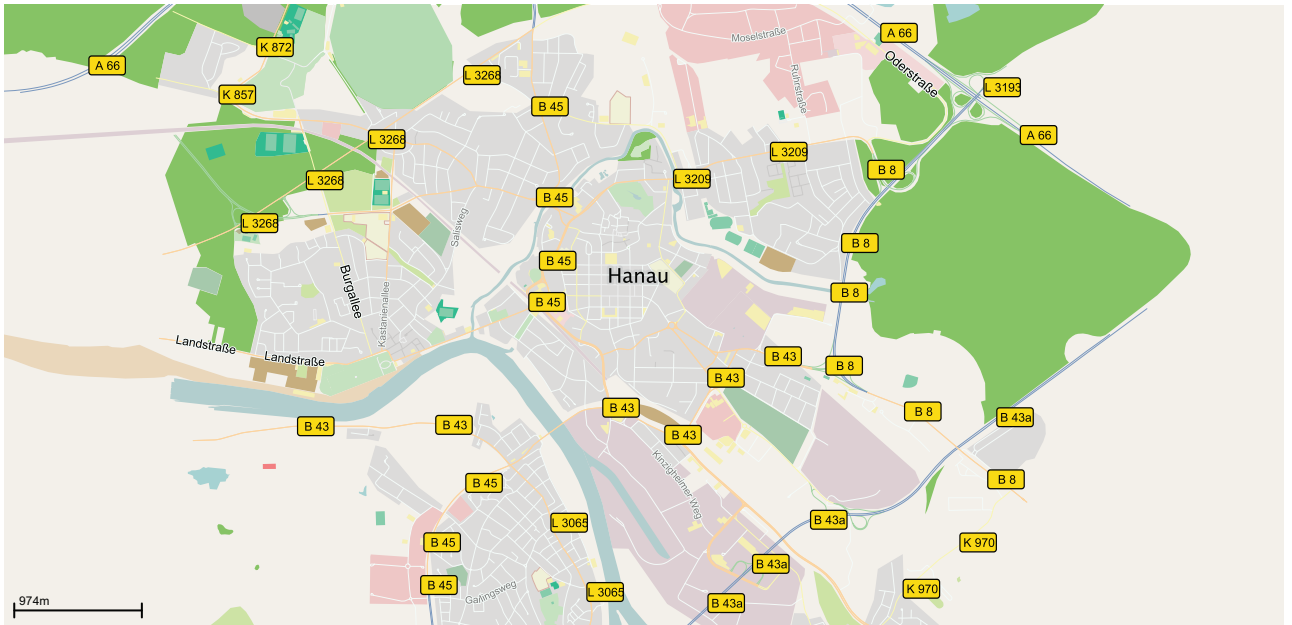 Moselstraße
A 66
K 872
A 66
Oderstraße
L 3268
Ruhrstraße
L 3193
K 857
B 45
A 66
L 3268
L 3209
B 8
L 3268
L 3209
B 45
L 3268
Salisweg
B 8
B 45
Hanau
Burgallee
B 8
B 45
Kastanienallee
Landstraße
Landstraße
B 43
B 8
B 43
B 43
B 8
B 43a
B 43
B 43
B 43
Kinzigheimer Weg
B 45
B 8
L 3065
B 43a
B 45
K 970
B 43a
B 45
Gailingsweg
L 3065
K 970
974m
B 43a